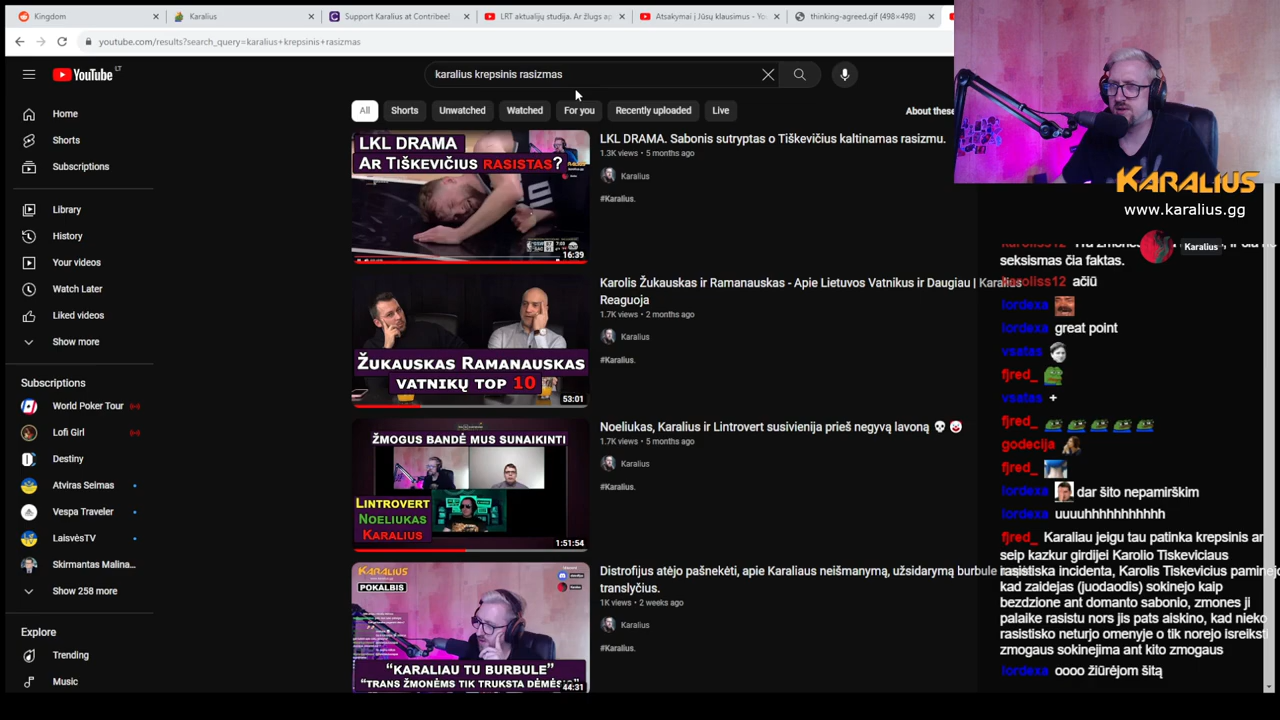 Kingdom
Karalius
Support Karalius at Contribee!
LRT aktualijų studija. Ar žlugs ap
Atsakymai į Jūsų klausimus - Yo
thinking-agreed.gif (498×498)
youtube.com/results?search_query=karalius+krepsinis+rasizmas
YouTube LT
karalius krepsinis rasizmas
All
Shorts
Unwatched
Watched
For you
Recently uploaded
Live
About these
Home
Shorts
Subscriptions
Library
History
Your videos
Watch Later
Liked videos
Show more
Subscriptions
World Poker Tour
Lofi Girl
Destiny
Atviras Seimas
Vespa Traveler
LaisvėsTV
Skirmantas Malina...
Show 258 more
Explore
Trending
Music
LKL DRAMA
Ar Tiškevičius RASISTAS?
16:39
LKL DRAMA. Sabonis sutryptas o Tiškevičius kaltinamas rasizmu.
1.3K views • 5 months ago
Karalius
#Karalius.
Žukauskas Ramanauskas
vatnikų top 10
53:01
Karolis Žukauskas ir Ramanauskas - Apie Lietuvos Vatnikus ir Daugiau | Karalius
Reaguoja
1.7K views • 2 months ago
Karalius
#Karalius.
Žmogus bandė mus sunaikinti
Lintrovert
Noeliukas
Karalius
1:51:54
Noeliukas, Karalius ir Lintrovert susivienija prieš negyvą lavoną
1.7K views • 5 months ago
Karalius
#Karalius.
Karalius
POKALBIS
"KARALIAU TU BURBULE"
"TRANS ŽMONĖMS TIK TRUKSTA DĖMES
44:31
Distrofijus atėjo pašnekėti, apie Karaliaus neišmanymą, užsidarymą burbule
translyčius.
1K views • 2 weeks ago
Karalius
#Karalius.
Karalius
www.karalius.gg
Karalius
seksismas čia faktas.
karoliss12 ačiū
lordexa
lordexa great point
vsatas
fjred_
vsatas +
fjred_
godecija
fjred_
lordexa dar šito nepamirškim
lordexa uuuuhhhhhhhhhhh
fjred_ Karaliau jeigu tau patinka krepsinis ar
seip kazkur girdijei Karolio Tiskeviciaus
rasistiska incidenta, Karolis Tiskevicius paminejo
kad zaidejas (juodaodis) sokinejo kaip
bezdzione ant domanto sabonio, zmones ji
palaike rasistu nors jis pats aiskino, kad nieko
rasistisko neturjo omenyje o tik norejo isreiksti
zmogaus sokinejima ant kito zmogaus
lordexa oooo žiūrėjom šitą